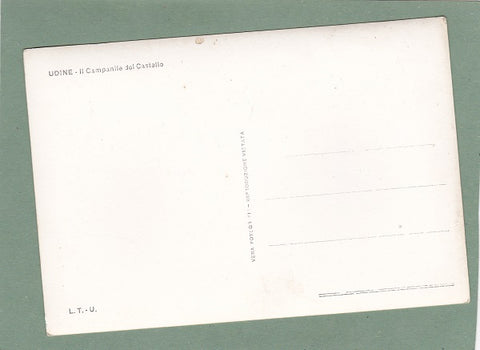 UDINE - Il Campanile del Castello
VERA FOTOGRAFIA - RIPRODUZIONE VIETATA
L. T. - U.